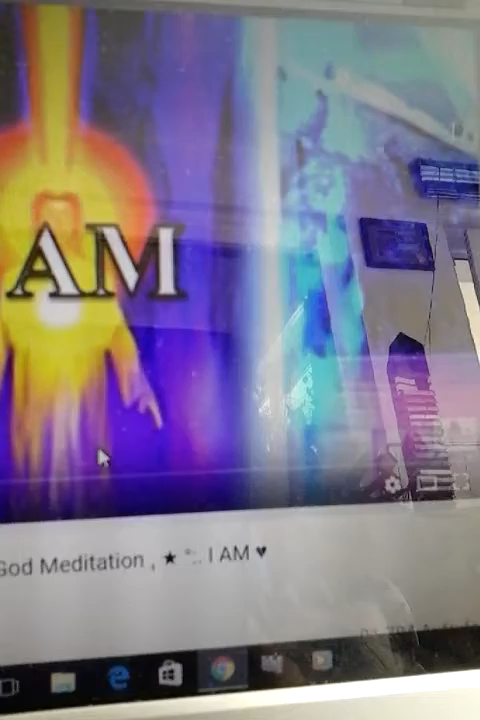 AM
God Meditation , ★ °:. I AM ♥